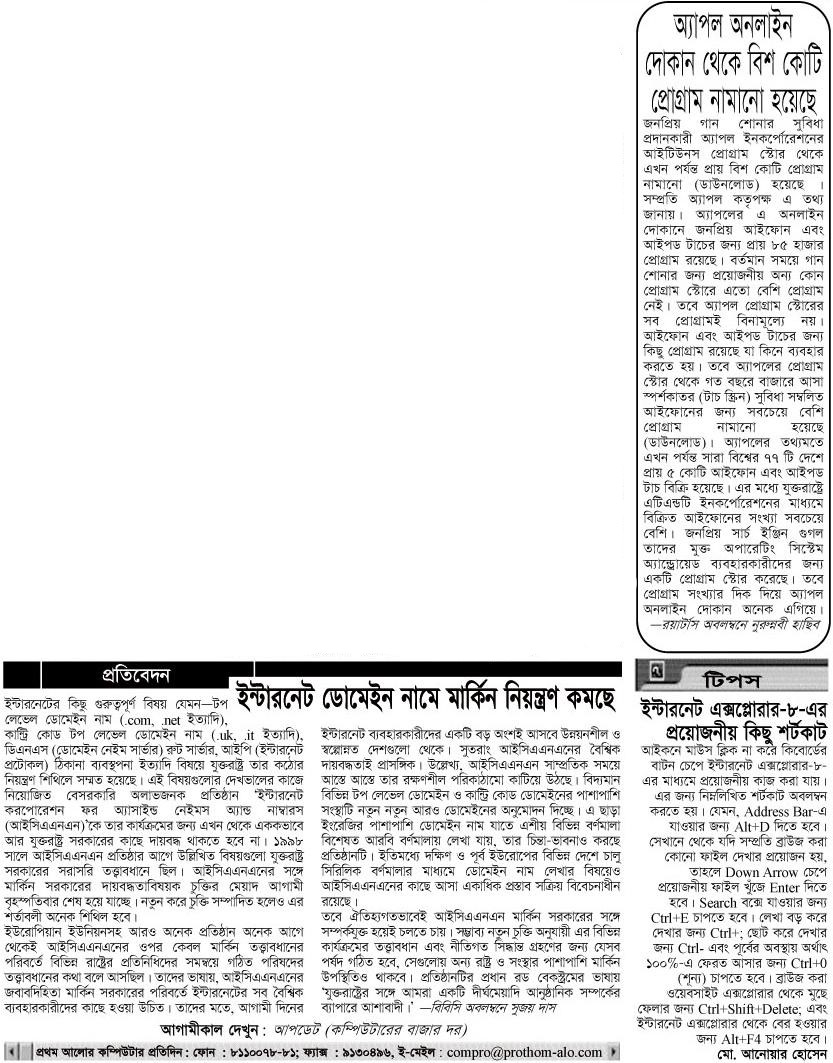 অ্যাপল অনলাইন
দোকান থেকে বিশ কোটি
প্রোগ্রাম নামানো হয়েছে
জনপ্রিয় গান শোনার সুবিধা
প্রদানকারী অ্যাপল ইনকর্পোরেশনের
আইটিউনস প্রোগ্রাম স্টোর থেকে
এখন পর্যন্ত প্রায় বিশ কোটি প্রোগ্রাম
নামানো (ডাউনলোড) হয়েছে ।
সম্প্রতি অ্যাপল কতৃপক্ষ এ তথ্য
জানায়। অ্যাপলের এ অনলাইন
দোকানে জনপ্রিয় আইফোন এবং
আইপড টাচের জন্য প্রায় ৮৫ হাজার
প্রোগ্রাম রয়েছে। বর্তমান সময়ে গান
শোনার জন্য প্রয়োজনীয় অন্য কোন
প্রোগ্রাম স্টোরে এতো বেশি প্রোগ্রাম
নেই। তবে অ্যাপল প্রোগ্রাম স্টোরের
সব প্রোগ্রামই বিনামূল্যে নয়।
আইফোন এবং আইপড টাচের জন্য
কিছু প্রোগ্রাম রয়েছে যা কিনে ব্যবহার
করতে হয়। তবে অ্যাপলের প্রোগ্রাম
স্টোর থেকে গত বছরে বাজারে আসা
স্পর্শকাতর (টাচ স্ক্রিন) সুবিধা সম্বলিত
আইফোনের জন্য সবচেয়ে বেশি
প্রোগ্রাম নামানো হয়েছে
(ডাউনলোড)। অ্যাপলের তথ্যমতে
এখন পর্যন্ত সারা বিশ্বের ৭৭ টি দেশে
প্রায় ৫ কোটি আইফোন এবং আইপড
টাচ বিক্রি হয়েছে। এর মধ্যে যুক্তরাষ্ট্রে
এটিএন্ডটি ইনকর্পোরেশনের মাধ্যমে
বিক্রিত আইফোনের সংখ্যা সবচেয়ে
বেশি। জনপ্রিয় সার্চ ইঞ্জিন গুগল
তাদের মুক্ত অপারেটিং সিস্টেম
অ্যান্ড্রোয়েড ব্যবহারকারীদের জন্য
একটি প্রোগ্রাম স্টোর করেছে। তবে
প্রোগ্রাম সংখ্যার দিক দিয়ে অ্যাপল
অনলাইন দোকান অনেক এগিয়ে।
—রয়টার্স অবলম্বনে নুরুন্নবী হাছিব
প্রতিবেদন
ইন্টারনেট ডোমেইন নামে মার্কিন নিয়ন্ত্রণ কমছে
ইন্টারনেটের কিছু গুরুত্বপূর্ণ বিষয় যেমন—টপ
লেভেল ডোমেইন নাম (.com, .net ইত্যাদি),
কান্ট্রি কোড টপ লেভেল ডোমেইন নাম (.uk, .it ইত্যাদি),
ডিএনএস (ডোমেইন নেইম সার্ভার) রুট সার্ভার, আইপি (ইন্টারনেট
প্রটোকল) ঠিকানা ব্যবস্থপনা ইত্যাদি বিষয়ে যুক্তরাষ্ট্র তার কঠোর
নিয়ন্ত্রণ শিথিলে সম্মত হয়েছে। এই বিষয়গুলোর দেখভালের কাজে
নিয়োজিত বেসরকারি অলাভজনক প্রতিষ্ঠান ‘ইন্টারনেট
করপোরেশন ফর অ্যাসাইন্ড নেইমস অ্যান্ড নাম্বারস
(আইসিএএনএন)’কে তার কার্যক্রমের জন্য এখন থেকে এককভাবে
আর যুক্তরাষ্ট্র সরকারের কাছে দায়বদ্ধ থাকতে হবে না। ১৯৯৮
সালে আইসিএএনএন প্রতিষ্ঠার আগে উল্লিখিত বিষয়গুলো যুক্তরাষ্ট্র
সরকারের সরাসরি তত্ত্বাবধানে ছিল। আইসিএএনএনের সঙ্গে
মার্কিন সরকারের দায়বদ্ধতাবিষয়ক চুক্তির মেয়াদ আগামী
বৃহস্পতিবার শেষ হয়ে যাচ্ছে। নতুন করে চুক্তি সম্পাদিত হলেও এর
শর্তাবলী অনেক শিথিল হবে।
ইউরোপিয়ান ইউনিয়নসহ আরও অনেক প্রতিষ্ঠান অনেক আগে
থেকেই আইসিএএনএনের ওপর কেবল মার্কিন তত্ত্বাবধানের
পরিবর্তে বিভিন্ন রাষ্ট্রের প্রতিনিধিদের সমন্বয়ে গঠিত পরিষদের
তত্ত্বাবধানের কথা বলে আসছিল। তাদের ভাষায়, আইসিএএনএনের
জবাবদিহিতা মার্কিন সরকারের পরিবর্তে ইন্টারনেটের সব বৈশ্বিক
ব্যবহারকারীদের কাছে হওয়া উচিত। তাদের মতে, আগামী দিনের
ইন্টারনেট ব্যবহারকারীদের একটি বড় অংশই আসবে উন্নয়নশীল ও
স্বল্পোন্নত দেশগুলো থেকে। সুতরাং আইসিএএনএনের বৈশ্বিক
দায়বদ্ধতাই প্রাসঙ্গিক। উল্লেখ্য, আইসিএএনএন সাম্প্রতিক সময়ে
আস্তে আস্তে তার রক্ষণশীল পরিকাঠামো কাটিয়ে উঠছে। বিদ্যমান
বিভিন্ন টপ লেভেল ডোমেইন ও কান্ট্রি কোড ডোমেইনের পাশাপাশি
সংস্থাটি নতুন নতুন আরও ডোমেইনের অনুমোদন দিচ্ছে। এ ছাড়া
ইংরেজির পাশাপাশি ডোমেইন নাম যাতে এশীয় বিভিন্ন বর্ণমালা
বিশেষত আরবি বর্ণমালায় লেখা যায়, তার চিন্তা-ভাবনাও করছে
প্রতিষ্ঠানটি। ইতিমধ্যে দক্ষিণ ও পূর্ব ইউরোপের বিভিন্ন দেশে চালু
সিরিলিক বর্ণমালার মাধ্যমে ডোমেইন নাম লেখার বিষয়েও
আইসিএএনএনের কাছে আসা একাধিক প্রস্তাব সক্রিয় বিবেচনাধীন
রয়েছে।
তবে ঐতিহ্যগতভাবেই আইসিএএনএন মার্কিন সরকারের সঙ্গে
সম্পর্কযুক্ত হয়েই চলতে চায়। সম্ভাব্য নতুন চুক্তি অনুযায়ী এর বিভিন্ন
কার্যক্রমের তত্ত্বাবধান এবং নীতিগত সিদ্ধান্ত গ্রহণের জন্য যেসব
পর্ষদ গঠিত হবে, সেগুলোয় অন্য রাষ্ট্র ও সংস্থার পাশাপাশি মার্কিন
উপস্থিতিও থাকবে। প্রতিষ্ঠানটির প্রধান রড বেকস্ট্রমের ভাষায়
‘যুক্তরাষ্ট্রের সঙ্গে আমরা একটি দীর্ঘমেয়াদি আনুষ্ঠানিক সম্পর্কের
ব্যাপারে আশাবাদী।’ —বিবিসি অবলম্বনে সুজয় দাস
টিপস
ইন্টারনেট এক্সপ্লোরার-৮-এর
প্রয়োজনীয় কিছু শর্টকাট
আইকনে মাউস ক্লিক না করে কিবোর্ডের
বাটন চেপে ইন্টারনেট এক্সপ্লোরার-৮-
এর মাধ্যমে প্রয়োজনীয় কাজ করা যায়।
এর জন্য নিম্নলিখিত শর্টকাট অবলম্বন
করতে হয়। যেমন, Address Bar-এ
যাওয়ার জন্য Alt+D দিতে হবে।
সেখানে থেকে যদি সম্প্রতি ব্রাউজ করা
কোনো ফাইল দেখার প্রয়োজন হয়,
তাহলে Down Arrow চেপে
প্রয়োজনীয় ফাইল খুঁজে Enter দিতে
হবে। Search বক্সে যাওয়ার জন্য
Ctrl+E চাপতে হবে। লেখা বড় করে
দেখার জন্য Ctrl+; ছোট করে দেখার
জন্য Ctrl- এবং পূর্বের অবস্থায় অর্থাৎ
১০০%-এ ফেরত আসার জন্য Ctrl+0
(শূন্য) চাপতে হবে। ব্রাউজ করা
ওয়েবসাইট এক্সপ্লোরার থেকে মুছে
ফেলার জন্য Ctrl+Shift+Delete; এবং
ইন্টারনেট এক্সপ্লোরার থেকে বের হওয়ার
জন্য Alt+F4 চাপতে হবে।
মো. আনোয়ার হোসে
আগামীকাল দেখুন : আপডেট (কম্পিউটারের বাজার দর)
প্রথম আলোর কম্পিউটার প্রতিদিন : ফোন : ৮১১০০৭৮-৮১; ফ্যাক্স : ৯১৩০৪৯৬, ই-মেইল : compro@prothom-alo.com